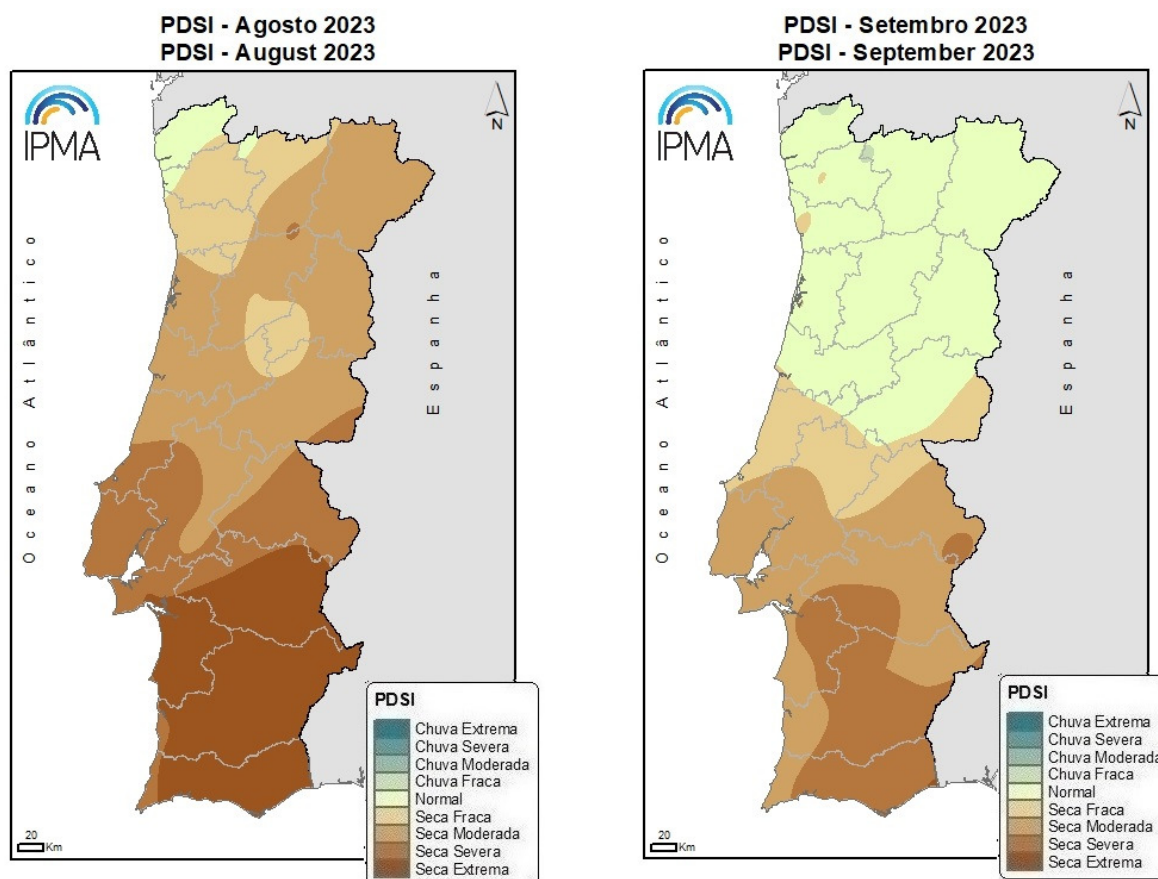 PDSI - Agosto 2023
PDSI - August 2023
IPMA
N
Oceano Atlântico
Espanha
PDSI
Chuva Extrema
Chuva Severa
Chuva Moderada
Chuva Fraca
Normal
Seca Fraca
Seca Moderada
Seca Severa
Seca Extrema
20
Km
PDSI - Setembro 2023
PDSI - September 2023
IPMA
N
Oceano Atlântico
Espanha
PDSI
Chuva Extrema
Chuva Severa
Chuva Moderada
Chuva Fraca
Normal
Seca Fraca
Seca Moderada
Seca Severa
Seca Extrema
20
Km